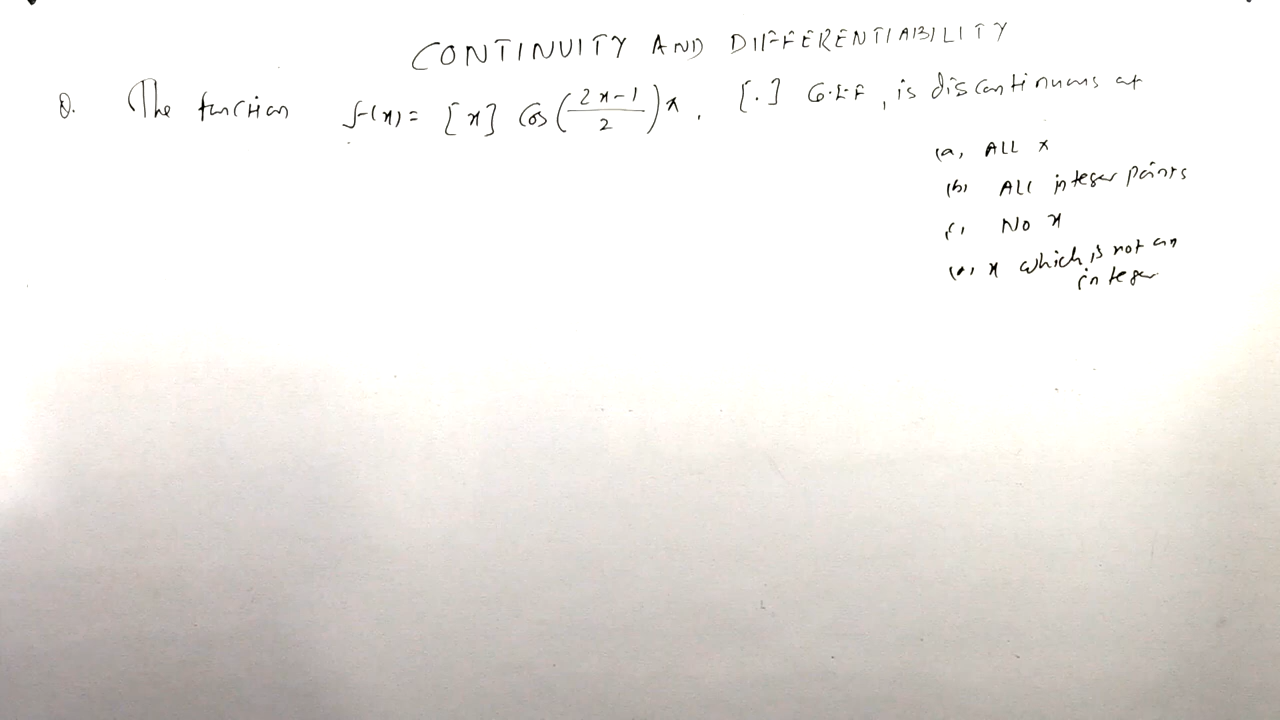 CONTINUITY AND DIFFERENTIABILITY
Q. The function f(x) = [x] cos((2x-1)/2)x, [.] G.I.F, is discontinuous at
(a) ALL x
(b) ALL integer points
(c) No x
(d) x which is not an
integer